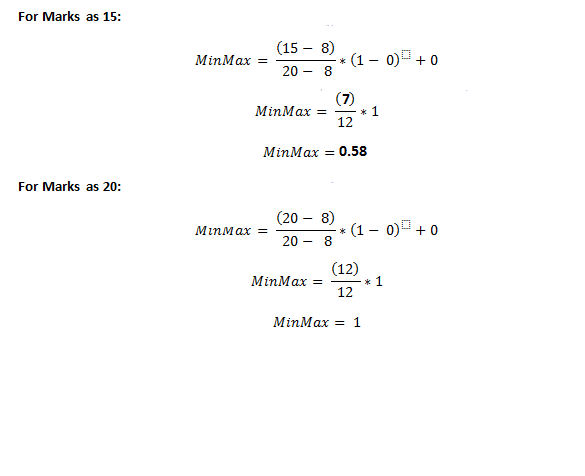 For Marks as 15:
MinMax = (15 − 8) / 20 − 8 * (1 − 0)□ + 0
MinMax = (7) / 12 * 1
MinMax = 0.58
For Marks as 20:
MinMax = (20 − 8) / 20 − 8 * (1 − 0)□ + 0
MinMax = (12) / 12 * 1
MinMax = 1